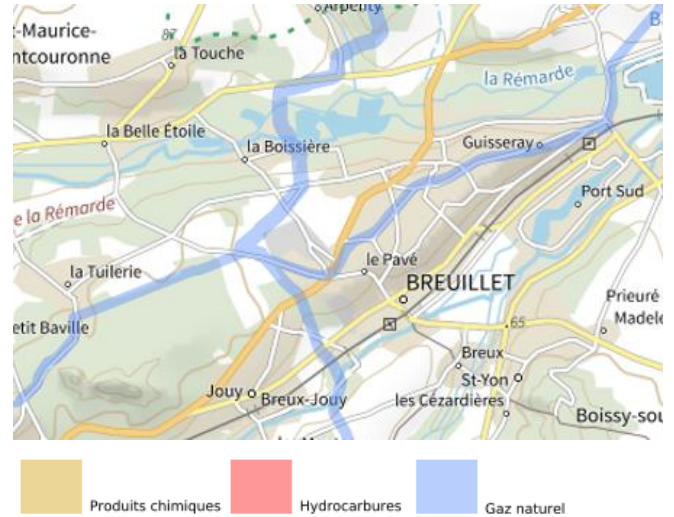 Arpenty
t-Maurice-
ntcouronne
87
la Touche
B
la Rémarde
la Belle Étoile
la Boissière
Guisseray
Port Sud
e la Rémarde
le Pavé
la Tuilerie
BREUILLET
Prieuré
Madele
etit Baville
65
Breux
St-Yon
Jouy
Breux-Jouy
les Cézardières
Boissy-sou
Produits chimiques
Hydrocarbures
Gaz naturel